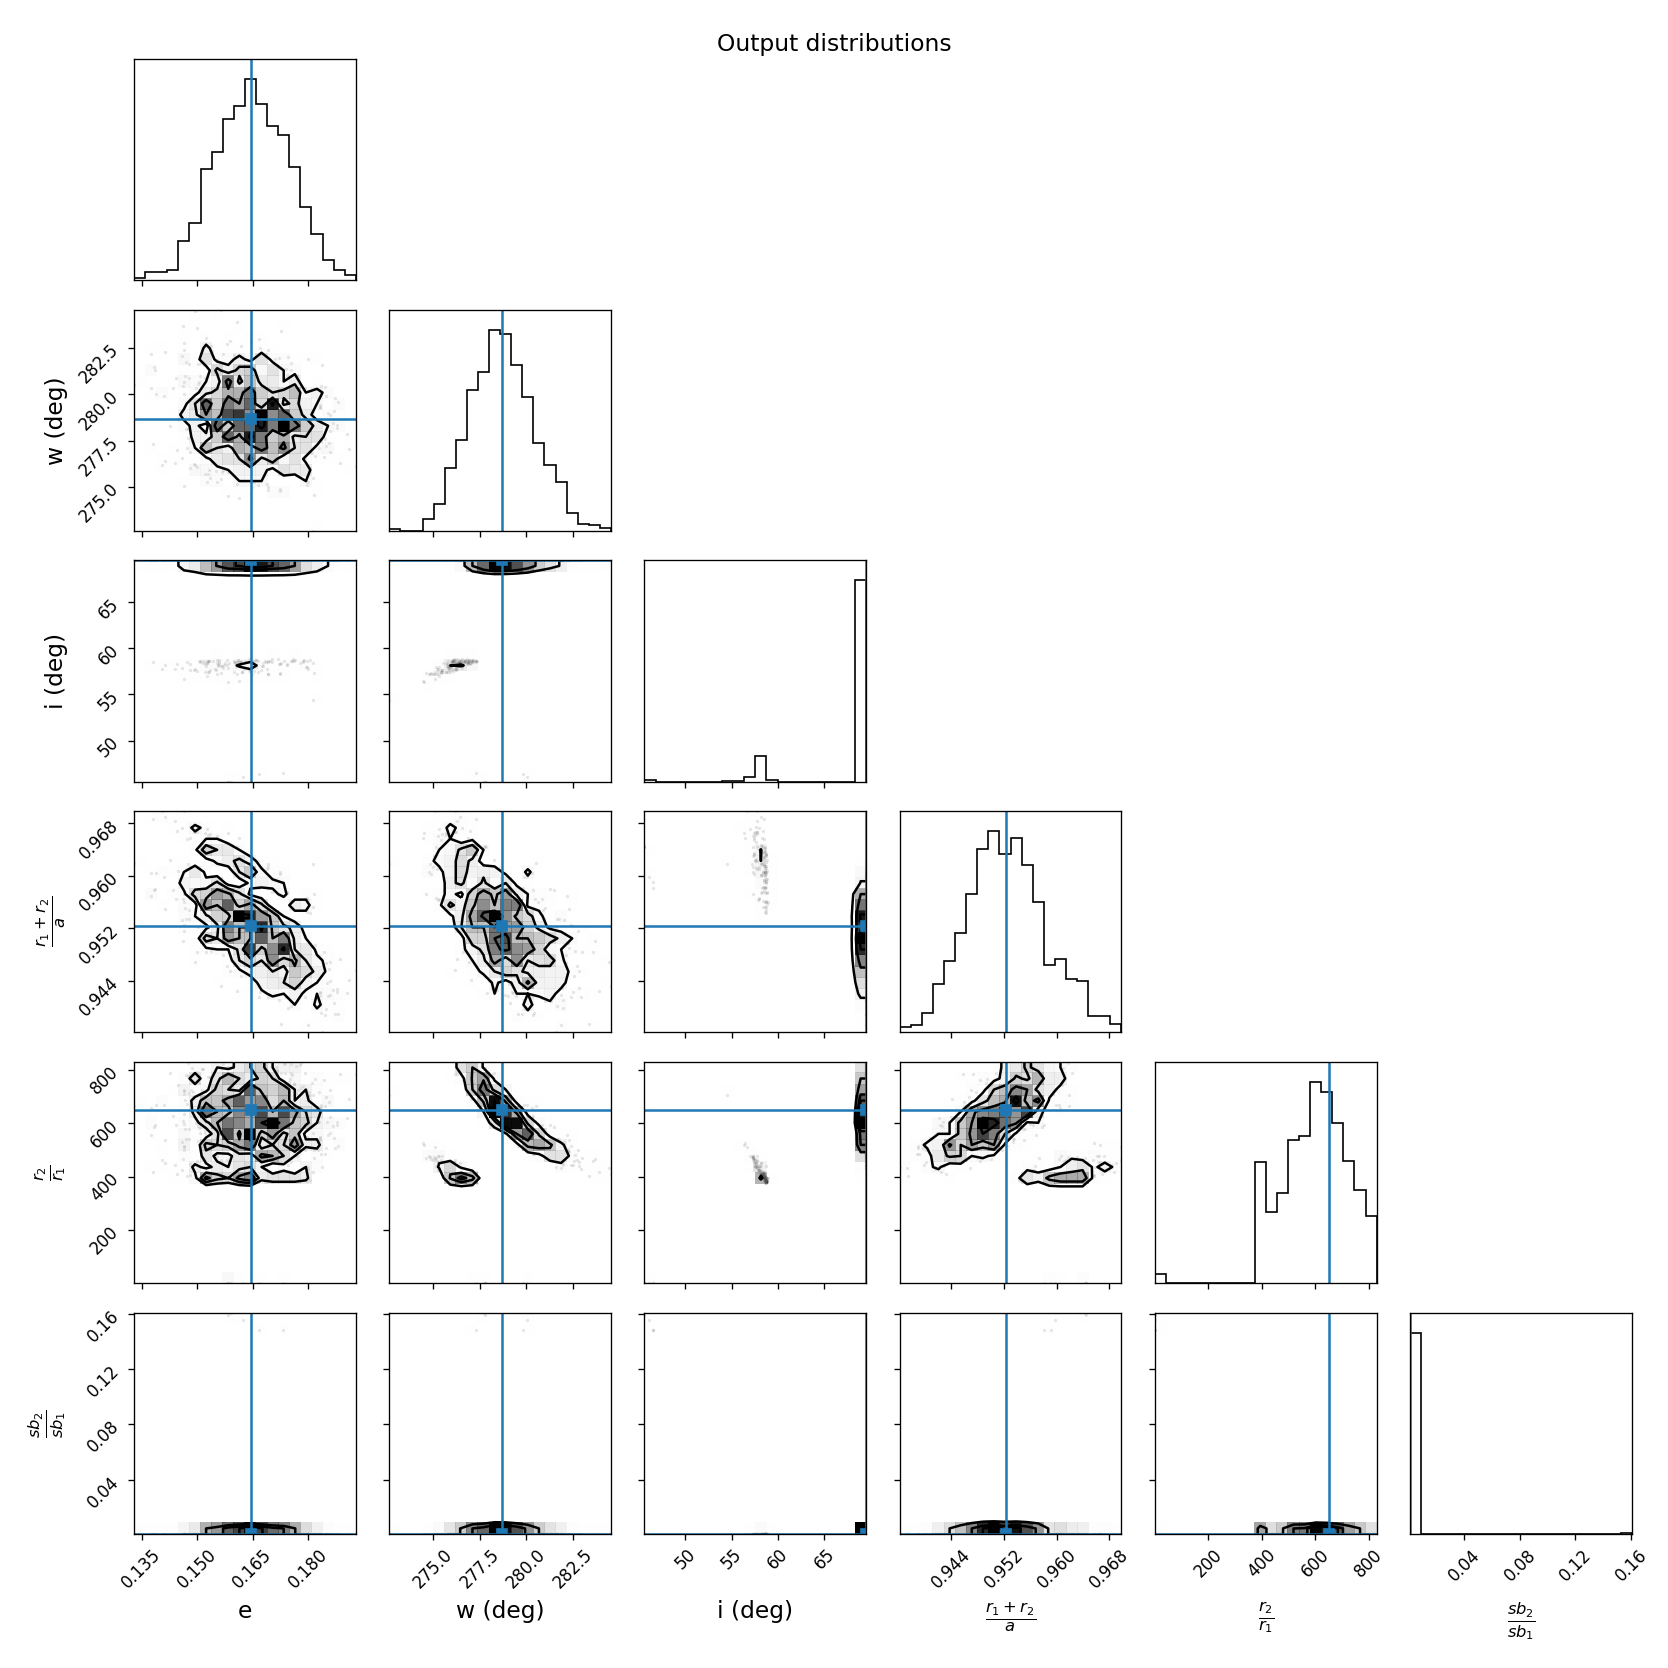 Output distributions
282.5
280.0
277.5
275.0
w (deg)
65
60
55
50
i (deg)
0.968
0.960
0.952
0.944
r₁ + r₂
a
800
600
400
200
r₂
r₁
0.16
0.12
0.08
0.04
sb₂
sb₁
0.135 0.150 0.165 0.180 275.0 277.5 280.0 282.5 50 55 60 65 0.944 0.952 0.960 0.968 200 400 600 800 0.04 0.08 0.12 0.16
e w (deg) i (deg)
r₁ + r₂
a
r₂
r₁
sb₂
sb₁